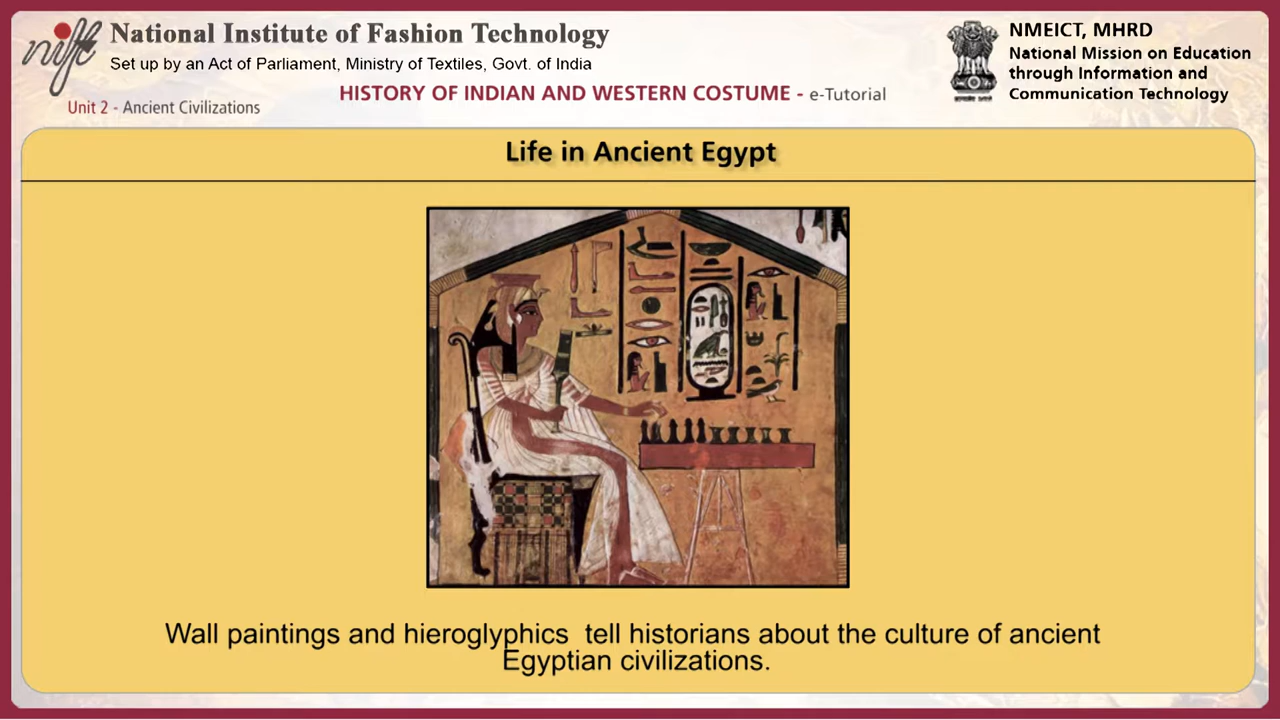 nift
National Institute of Fashion Technology
Set up by an Act of Parliament, Ministry of Textiles, Govt. of India
Unit 2 - Ancient Civilizations
HISTORY OF INDIAN AND WESTERN COSTUME - e-Tutorial
NMEICT, MHRD
National Mission on Education
through Information and
Communication Technology
Life in Ancient Egypt
Wall paintings and hieroglyphics tell historians about the culture of ancient
Egyptian civilizations.